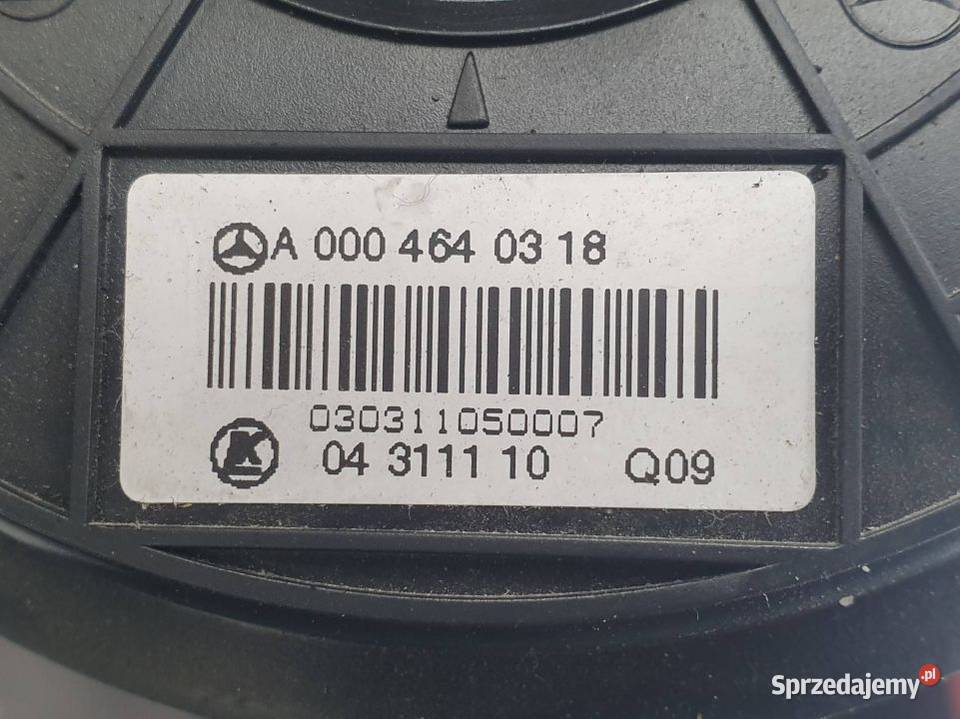 A 000 464 03 18
030311050007
K 04 3111 10 Q09
Sprzedajemy.pl